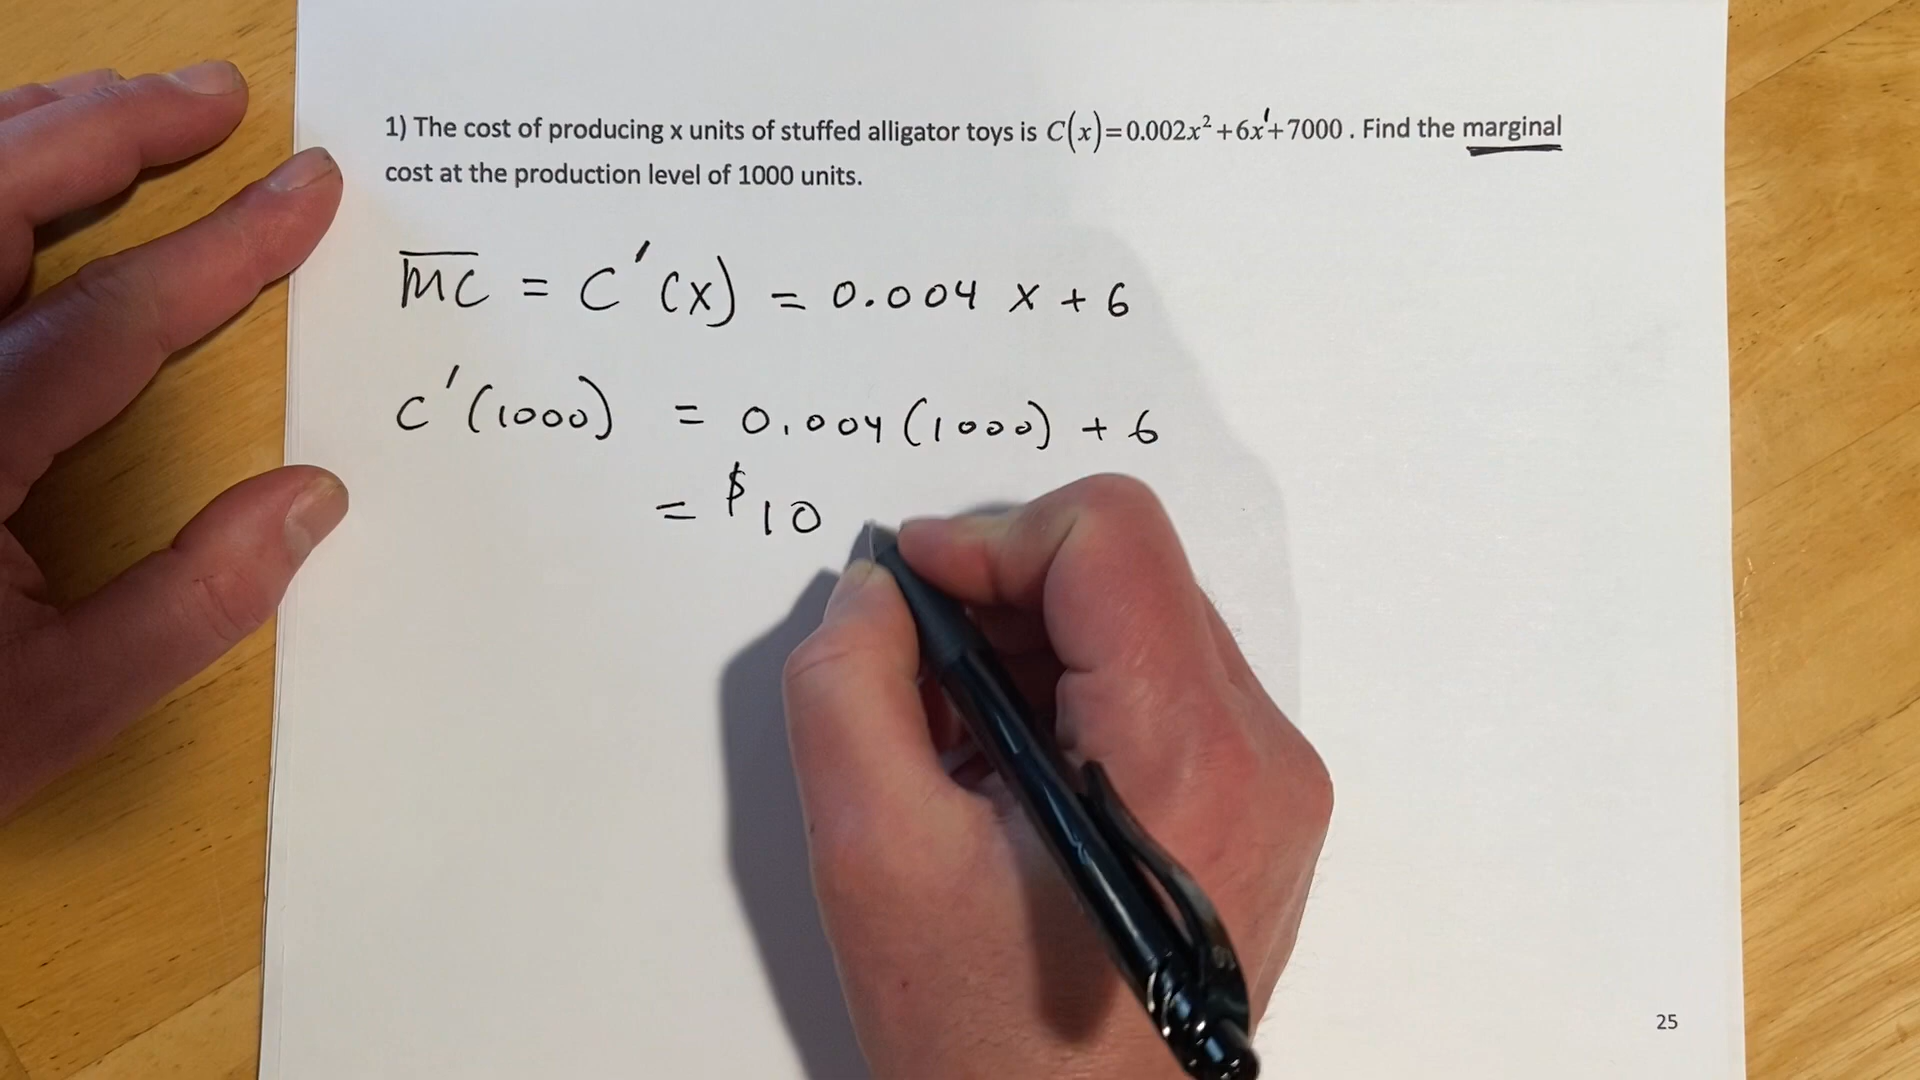 1) The cost of producing x units of stuffed alligator toys is C(x)=0.002x²+6x'+7000 . Find the marginal
cost at the production level of 1000 units.
M̅C̅ = C'(x) = 0.004 x + 6
C'(1000) = 0.004(1000) + 6
= $10
25